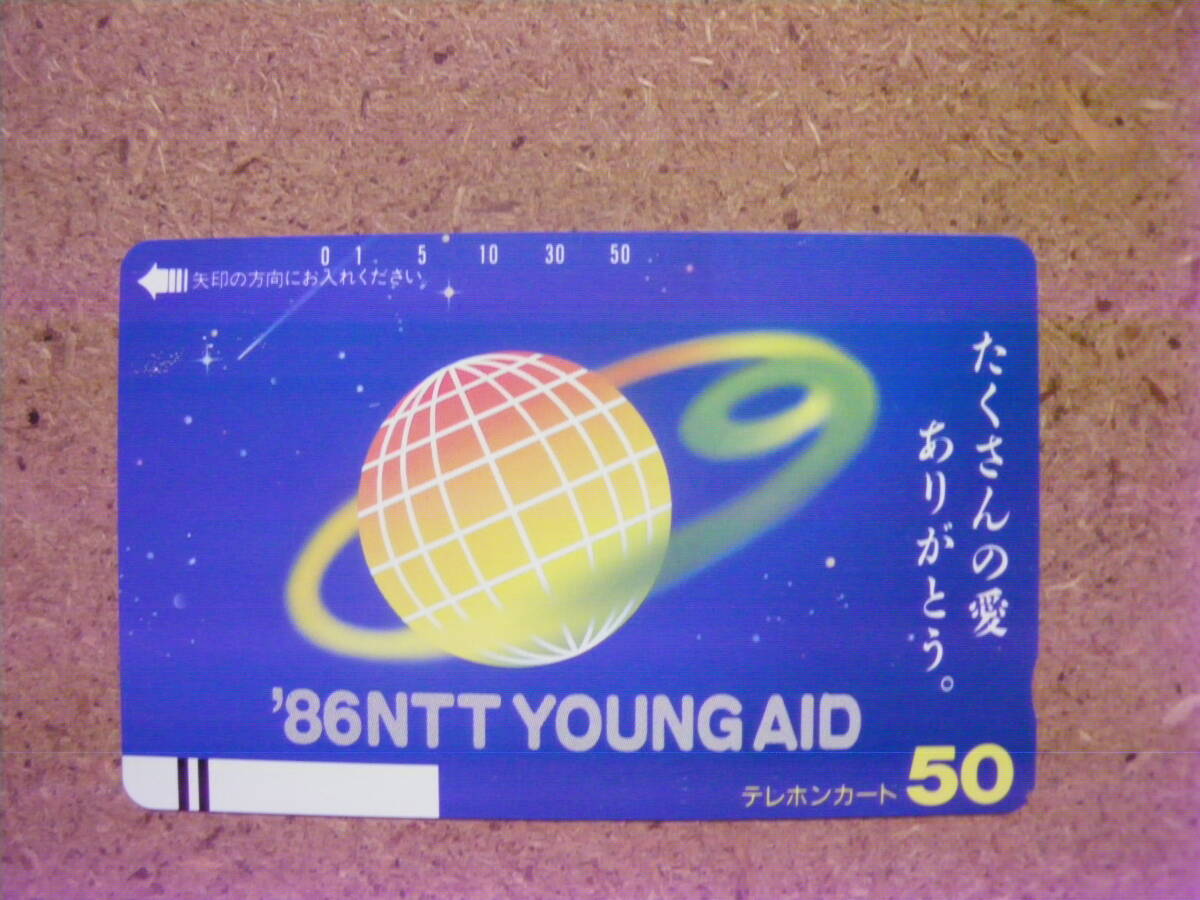 0 1 5 10 30 50
矢印の方向にお入れください
たくさんの愛
ありがとう。
'86NTT YOUNG AID
テレホンカード 50